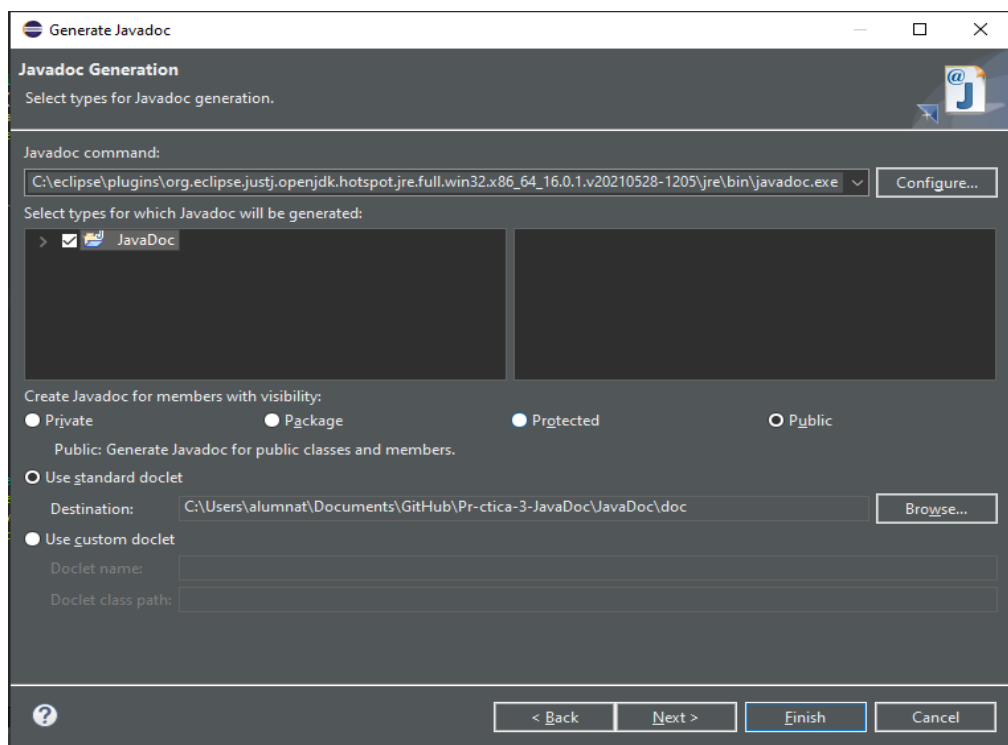 Generate Javadoc
Javadoc Generation
Select types for Javadoc generation.
@J
Javadoc command:
C:\eclipse\plugins\org.eclipse.justj.openjdk.hotspot.jre.full.win32.x86_64_16.0.1.v20210528-1205\jre\bin\javadoc.exe Configure...
Select types for which Javadoc will be generated:
JavaDoc
Create Javadoc for members with visibility:
Private Package Protected Public
Public: Generate Javadoc for public classes and members.
Use standard doclet
Destination: C:\Users\alumnat\Documents\GitHub\Pr-ctica-3-JavaDoc\JavaDoc\doc Browse...
Use custom doclet
Doclet name:
Doclet class path:
? < Back Next > Finish Cancel